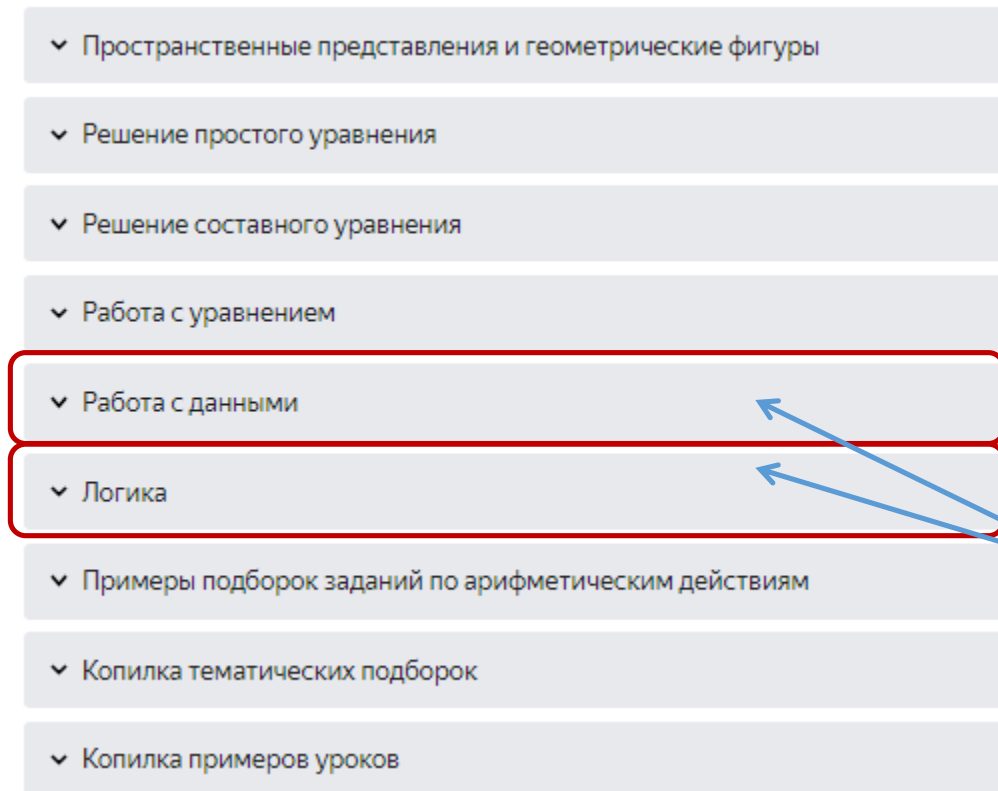 Пространственные представления и геометрические фигуры
Решение простого уравнения
Решение составного уравнения
Работа с уравнением
Работа с данными
Логика
Примеры подборок заданий по арифметическим действиям
Копилка тематических подборок
Копилка примеров уроков